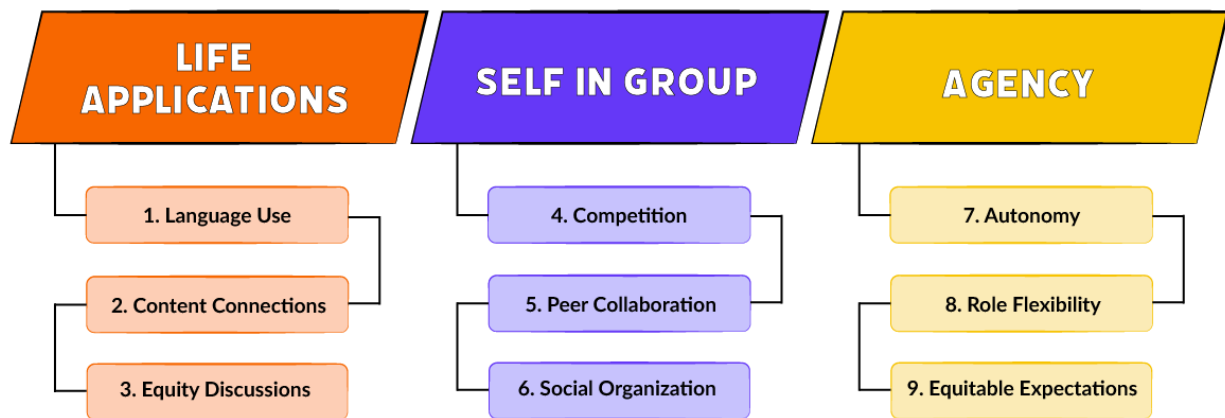 LIFE
APPLICATIONS
1. Language Use
2. Content Connections
3. Equity Discussions
SELF IN GROUP
4. Competition
5. Peer Collaboration
6. Social Organization
AGENCY
7. Autonomy
8. Role Flexibility
9. Equitable Expectations